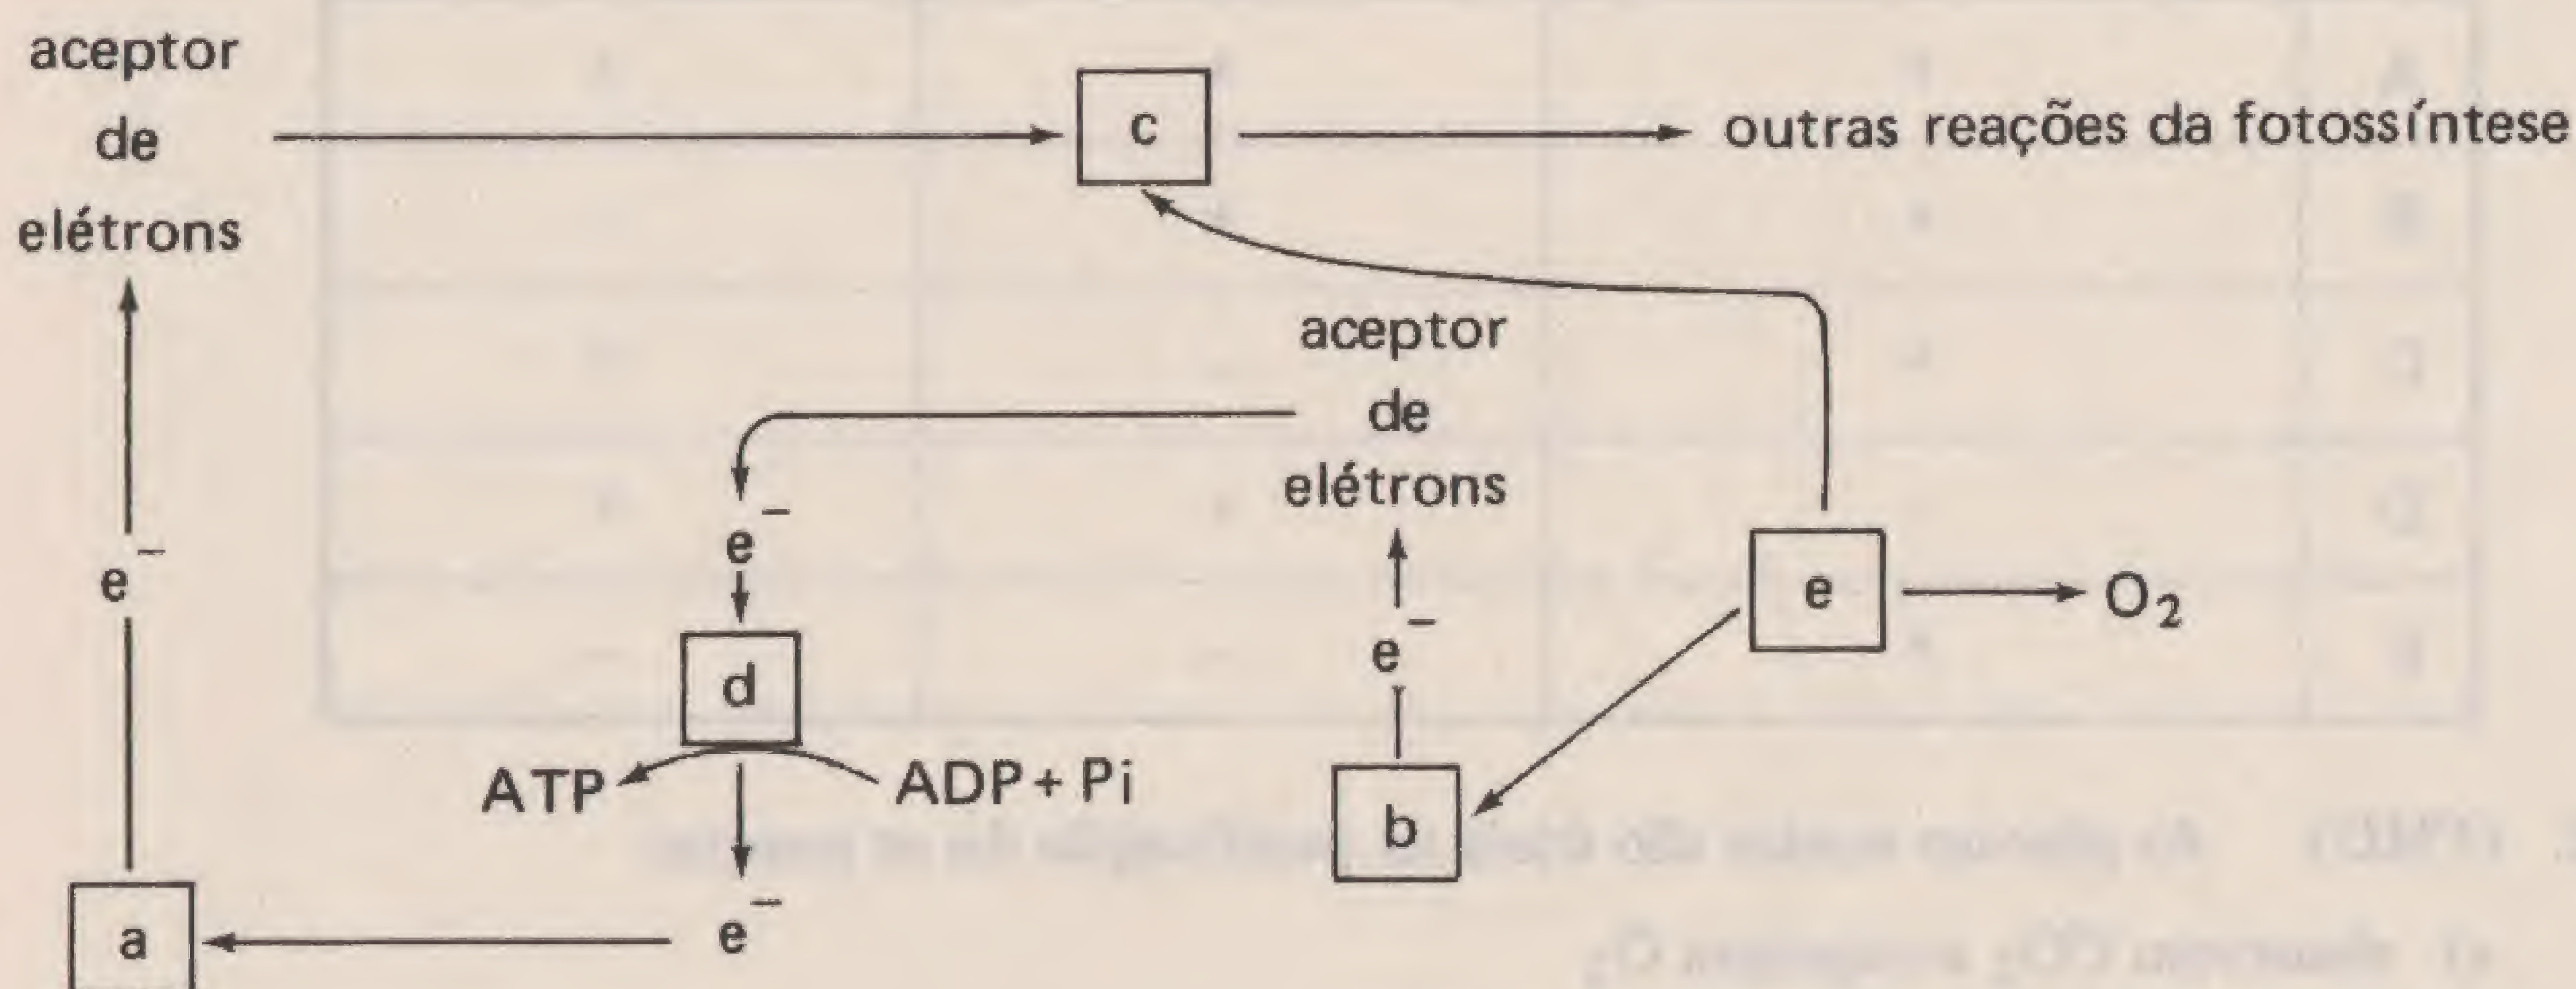 aceptor
de
elétrons
c
outras reações da fotossíntese
aceptor
de
elétrons
e⁻
e⁻
e⁻
e
O₂
d
ATP
ADP + Pi
b
a
e⁻